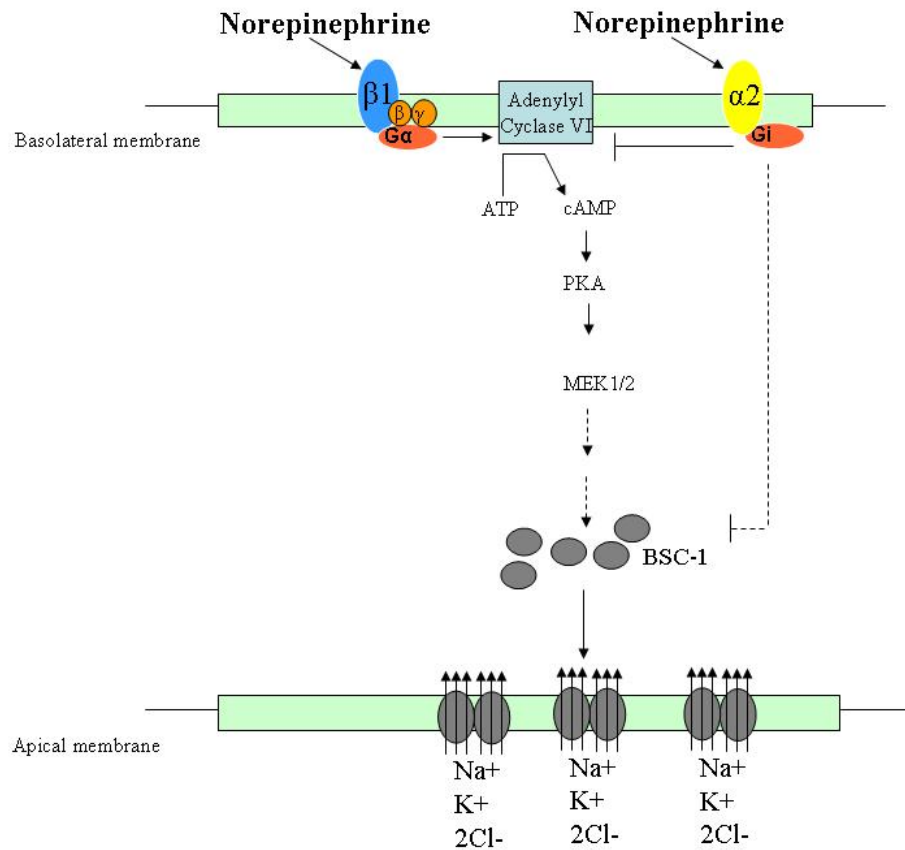 Norepinephrine
Norepinephrine
β1
β
γ
Gα
Adenylyl
Cyclase VI
α2
Gi
Basolateral membrane
ATP
cAMP
PKA
MEK1/2
BSC-1
Apical membrane
Na+
K+
2Cl-
Na+
K+
2Cl-
Na+
K+
2Cl-